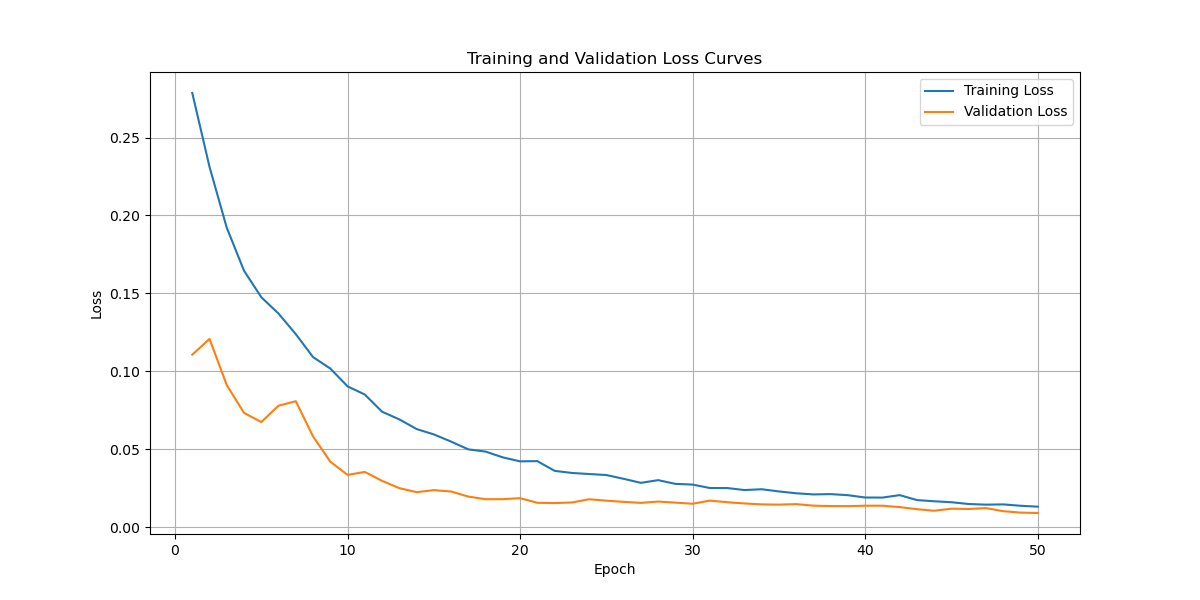 Training and Validation Loss Curves
Training Loss
Validation Loss
0.25
0.20
0.15
0.10
0.05
0.00
Loss
0 10 20 30 40 50
Epoch